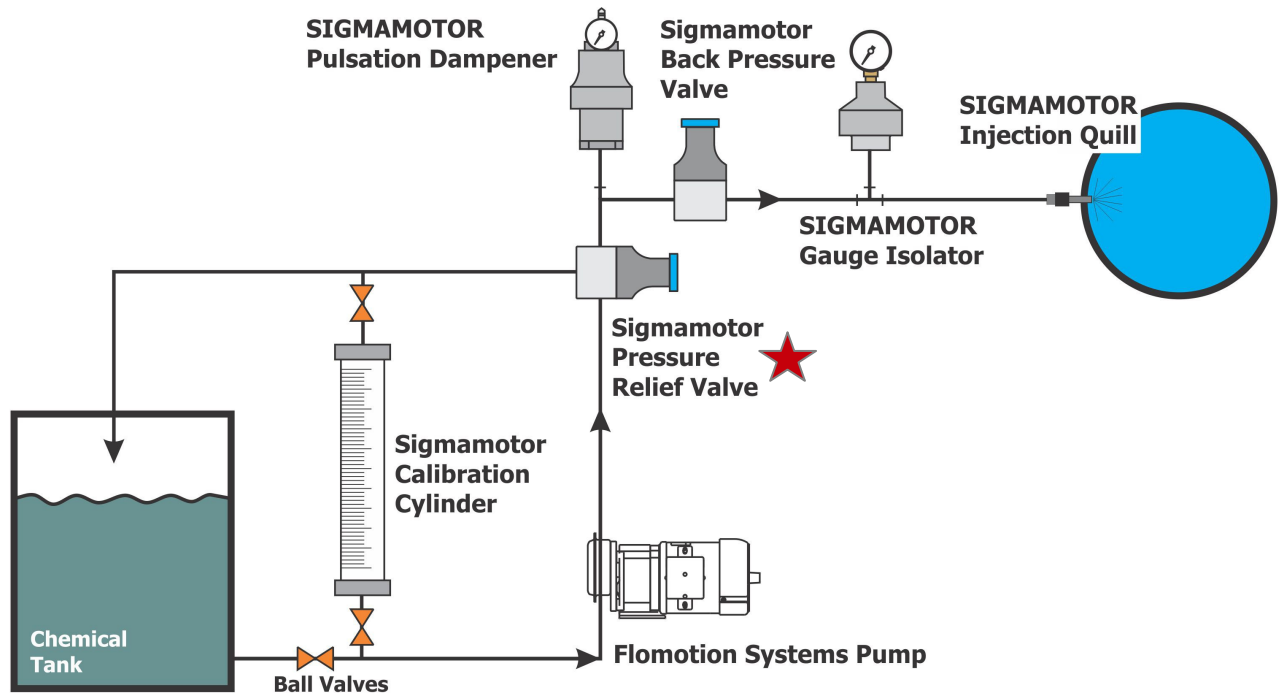 SIGMAMOTOR
Pulsation Dampener
Sigmamotor
Back Pressure
Valve
SIGMAMOTOR
Injection Quill
SIGMAMOTOR
Gauge Isolator
Sigmamotor
Pressure
Relief Valve
Sigmamotor
Calibration
Cylinder
Chemical
Tank
Flomotion Systems Pump
Ball Valves